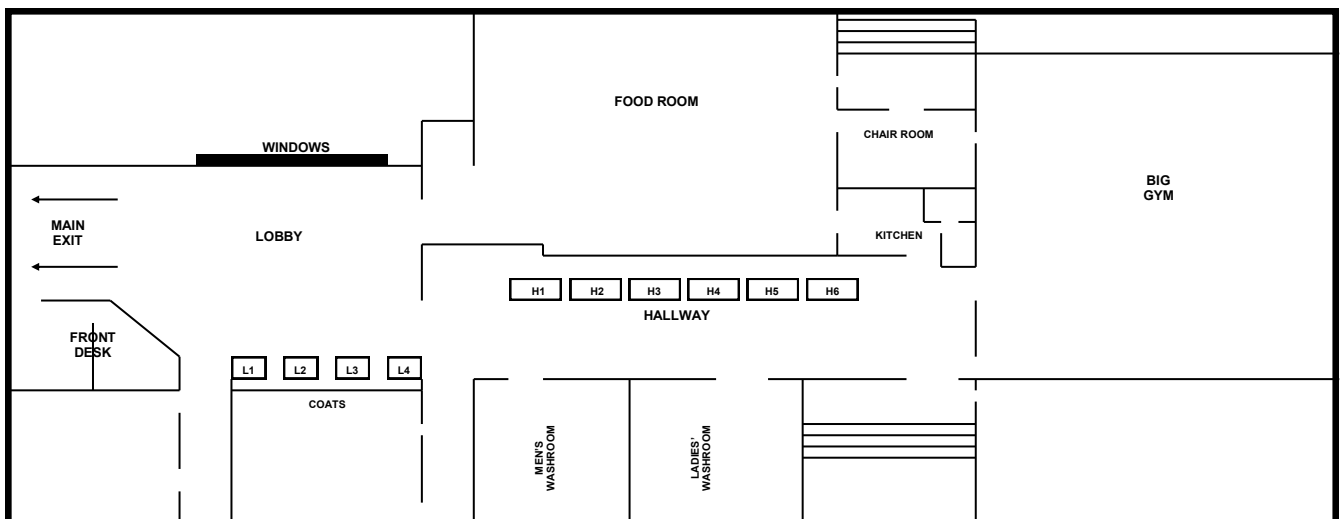 FOOD ROOM
CHAIR ROOM
WINDOWS
BIG
GYM
MAIN
EXIT
LOBBY
KITCHEN
H1 H2 H3 H4 H5 H6
HALLWAY
FRONT
DESK
L1 L2 L3 L4
COATS
MEN'S
WASHROOM
LADIES'
WASHROOM